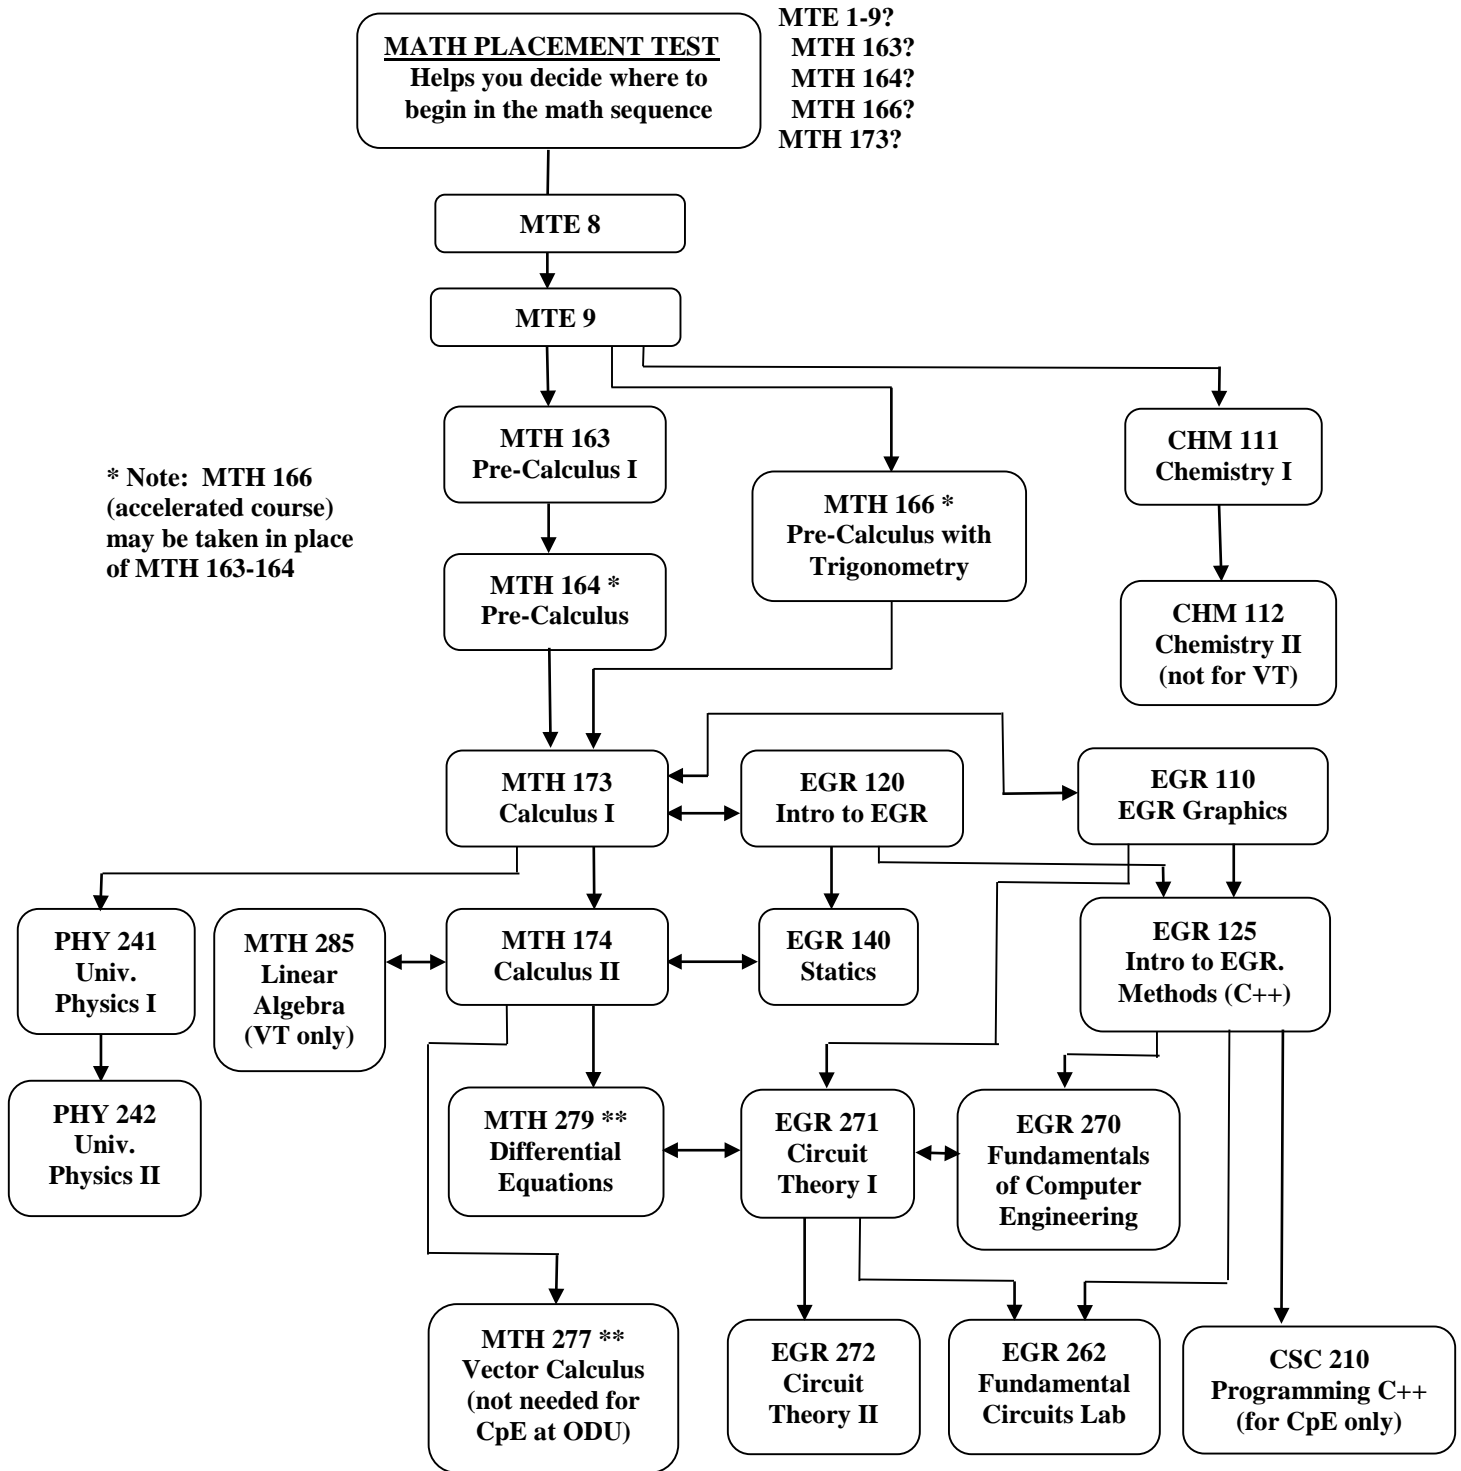 MATH PLACEMENT TEST
Helps you decide where to
begin in the math sequence
MTE 1-9?
MTH 163?
MTH 164?
MTH 166?
MTH 173?
MTE 8
MTE 9
MTH 163
Pre-Calculus I
* Note: MTH 166
(accelerated course)
may be taken in place
of MTH 163-164
MTH 166 *
Pre-Calculus with
Trigonometry
CHM 111
Chemistry I
MTH 164 *
Pre-Calculus
CHM 112
Chemistry II
(not for VT)
MTH 173
Calculus I
EGR 120
Intro to EGR
EGR 110
EGR Graphics
PHY 241
Univ.
Physics I
MTH 285
Linear
Algebra
(VT only)
MTH 174
Calculus II
EGR 140
Statics
EGR 125
Intro to EGR.
Methods (C++)
PHY 242
Univ.
Physics II
MTH 279 **
Differential
Equations
EGR 271
Circuit
Theory I
EGR 270
Fundamentals
of Computer
Engineering
MTH 277 **
Vector Calculus
(not needed for
CpE at ODU)
EGR 272
Circuit
Theory II
EGR 262
Fundamental
Circuits Lab
CSC 210
Programming C++
(for CpE only)